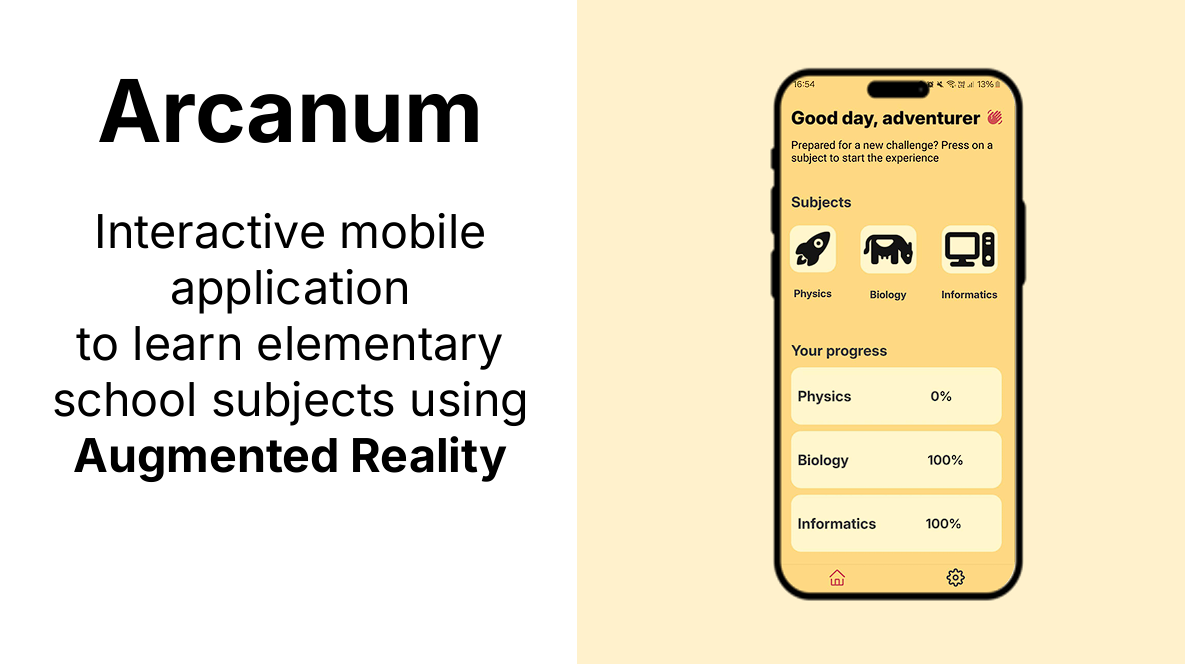 Arcanum
Interactive mobile
application
to learn elementary
school subjects using
Augmented Reality
16:54
13%
Good day, adventurer
Prepared for a new challenge? Press on a
subject to start the experience
Subjects
Physics Biology Informatics
Your progress
Physics 0%
Biology 100%
Informatics 100%